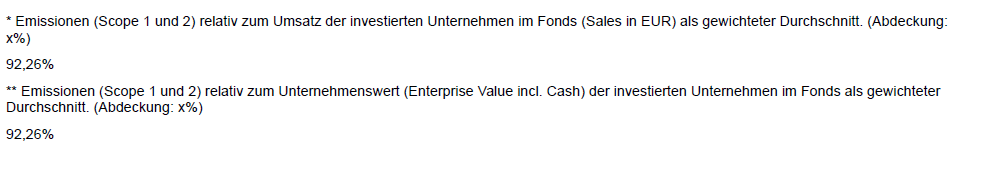 * Emissionen (Scope 1 und 2) relativ zum Umsatz der investierten Unternehmen im Fonds (Sales in EUR) als gewichteter Durchschnitt. (Abdeckung:
x%)
92,26%
** Emissionen (Scope 1 und 2) relativ zum Unternehmenswert (Enterprise Value incl. Cash) der investierten Unternehmen im Fonds als gewichteter
Durchschnitt. (Abdeckung: x%)
92,26%